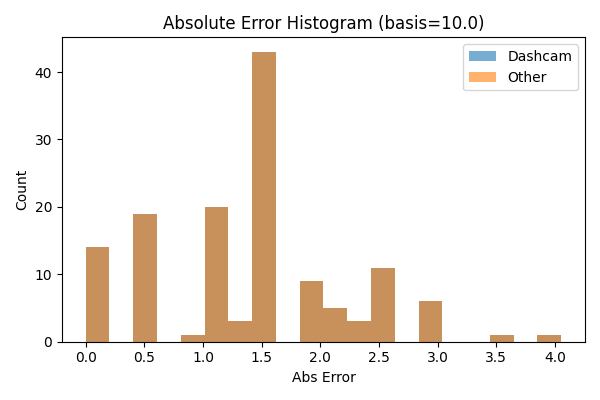 Absolute Error Histogram (basis=10.0)
Dashcam
Other
Count
40
30
20
10
0
0.0 0.5 1.0 1.5 2.0 2.5 3.0 3.5 4.0
Abs Error